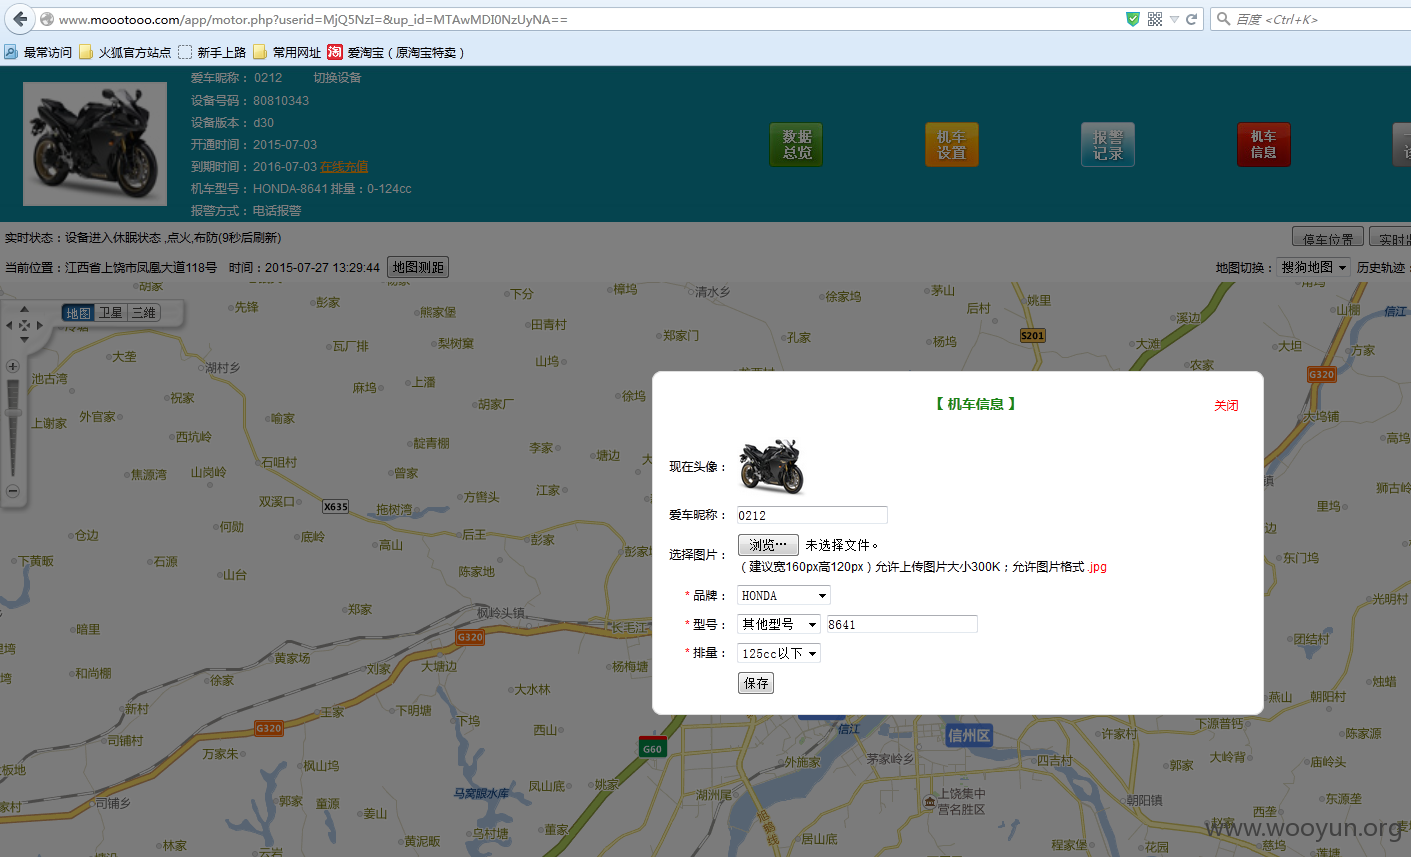 www.moootooo.com/app/motor.php?userid=MjQ5NzI=&up_id=MTAwMDI0NzUyNA==
百度 <Ctrl+K>
最常访问 火狐官方站点 新手上路 常用网址 淘 爱淘宝（原淘宝特卖）
爱车昵称： 0212 切换设备
设备号码： 80810343
设备版本： d30
开通时间： 2015-07-03
到期时间： 2016-07-03 在线充值
机车型号： HONDA-8641 排量：0-124cc
报警方式： 电话报警
数据总览
机车设置
报警记录
机车信息
实时状态：设备进入休眠状态 ,点火,布防(9秒后刷新)
停车位置
当前位置：江西省上饶市凤凰大道118号 时间：2015-07-27 13:29:44 地图测距
地图切换： 搜狗地图 历史轨迹：
地图 卫星 三维
【 机车信息 】
关闭
现在头像：
爱车昵称： 0212
选择图片： 浏览… 未选择文件。
（建议宽160px高120px）允许上传图片大小300K；允许图片格式 .jpg
* 品牌： HONDA
* 型号： 其他型号 8641
* 排量： 125cc以下
保存
胡家
下分
樟坞
清水乡
徐家坞
茅山
姚里
后村
山棚
信江
先锋
彭家
熊家堡
田青村
郑家门
孔家
杨坞
S201
溪边
大滩
大垣
方家
大垄
瓦厂排
梨树窠
山坞
农家
G320
湖村乡
池古湾
麻坞
上潘
祝家
胡家厂
徐坞
大坞铺
上谢家
外官家
喻家
西坑岭
靛青棚
李家
塘边
高坞
焦源湾
山岗岭
石咀村
曾家
江家
双溪口
X635
拖树湾
方辔头
里坞
狮古岭
仓边
何勋
底岭
后王
彭家
高山
东门坊
下黄畈
石源
山台
陈家地
郑家
枫岭头镇
G320
长毛江
光明村
暗里
团结村
黄家场
和尚棚
徐家
刘家
大塘边
杨梅塘
大水林
烛蜡
燕山
朝阳村
新村
王家
下明塘
下坞
西山
下源普钙
司铺村
G320
万家朱
G60
信江
信州区
许家村
陈家源
枫山坞
马窝眼水库
凤山底
姚家
外施家
茅家岭乡
四吉村
郭家
大岭背
庙岭头
司铺乡
郭家
童源
姜山
湖洲尾
上饶集中营名胜区
朝阳镇
东源垄
西垄
林家
云岩
黄泥畈
乌村塘
董家
居山底
程家堡
花园
慈坞
莲塘
www.wooyun.org